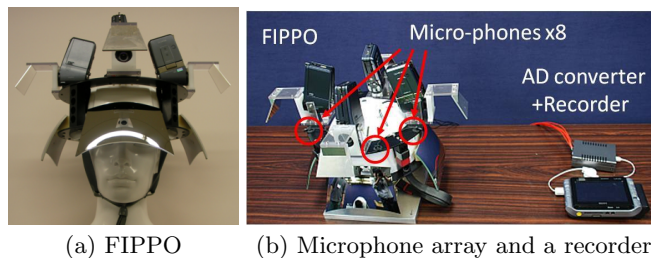 FIPPO
Micro-phones x8
AD converter
+Recorder
(a) FIPPO
(b) Microphone array and a recorder